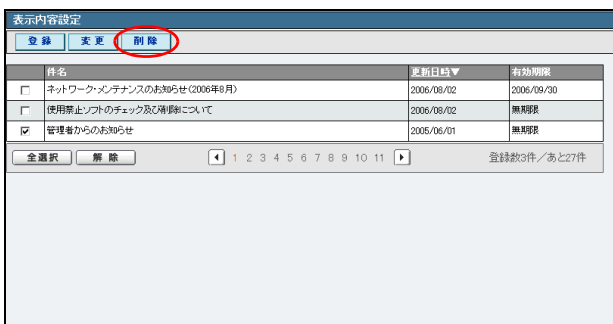 表示内容設定
登 録 変 更 削 除
件名 更新日時▼ 有効期限
ネットワーク・メンテナンスのお知らせ(2006年8月) 2006/08/02 2006/09/30
使用禁止ソフトのチェック及び削除について 2006/08/02 無期限
管理者からのお知らせ 2005/06/01 無期限
全選択 解 除 1 2 3 4 5 6 7 8 9 10 11 登録数3件／あと27件